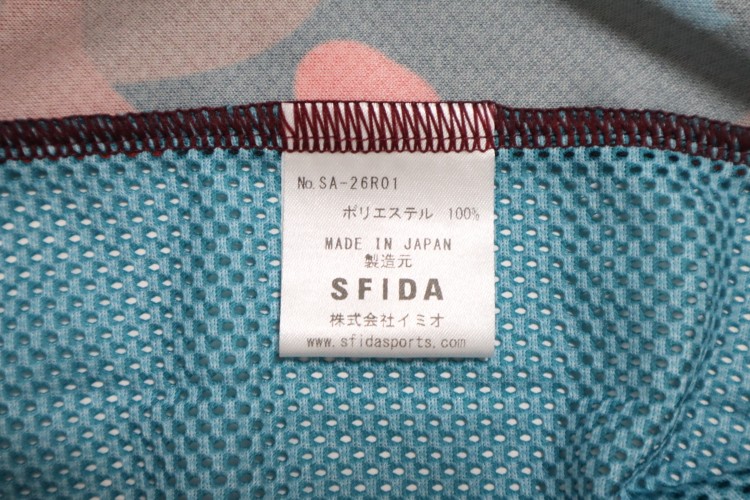 No. SA-26R01
ポリエステル 100%
MADE IN JAPAN
製造元
SFIDA
株式会社イミオ
www.sfidasports.com